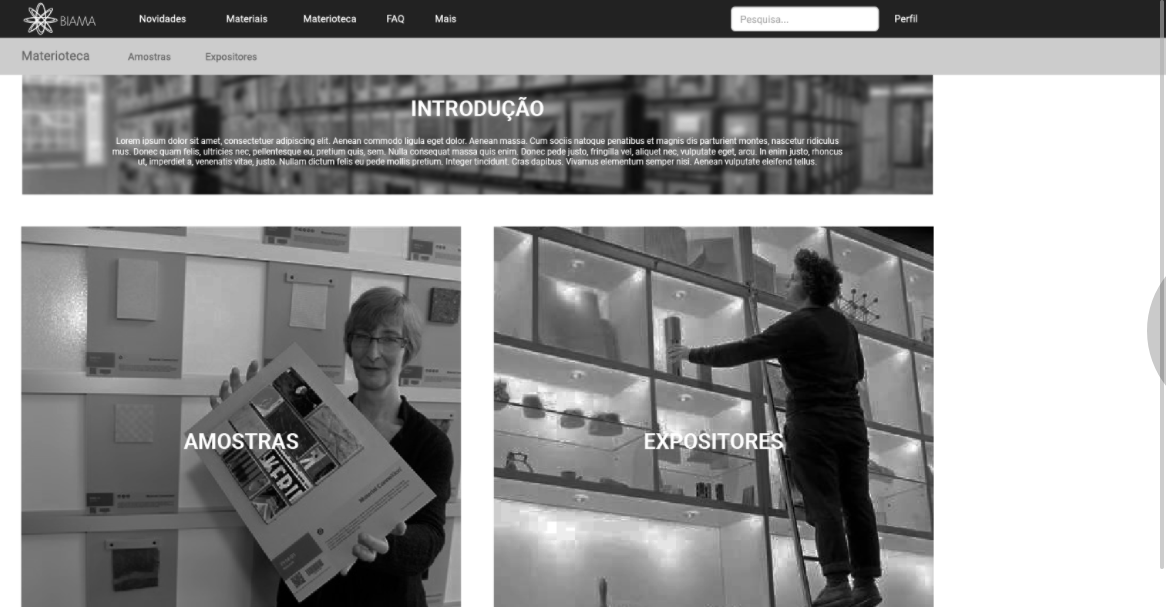 BIAMA
Novidades
Materiais
Materioteca
FAQ
Mais
Pesquisa...
Perfil
Materioteca
Amostras
Expositores
INTRODUÇÃO
Lorem ipsum dolor sit amet, consectetuer adipiscing elit. Aenean commodo ligula eget dolor. Aenean massa. Cum sociis natoque penatibus et magnis dis parturient montes, nascetur ridiculus
mus. Donec quam felis, ultricies nec, pellentesque eu, pretium quis, sem. Nulla consequat massa quis enim. Donec pede justo, fringilla vel, aliquet nec, vulputate eget, arcu. In enim justo, rhoncus
ut, imperdiet a, venenatis vitae, justo. Nullam dictum felis eu pede mollis pretium. Integer tincidunt. Cras dapibus. Vivamus elementum semper nisi. Aenean vulputate eleifend tellus.
AMOSTRAS
EXPOSITORES